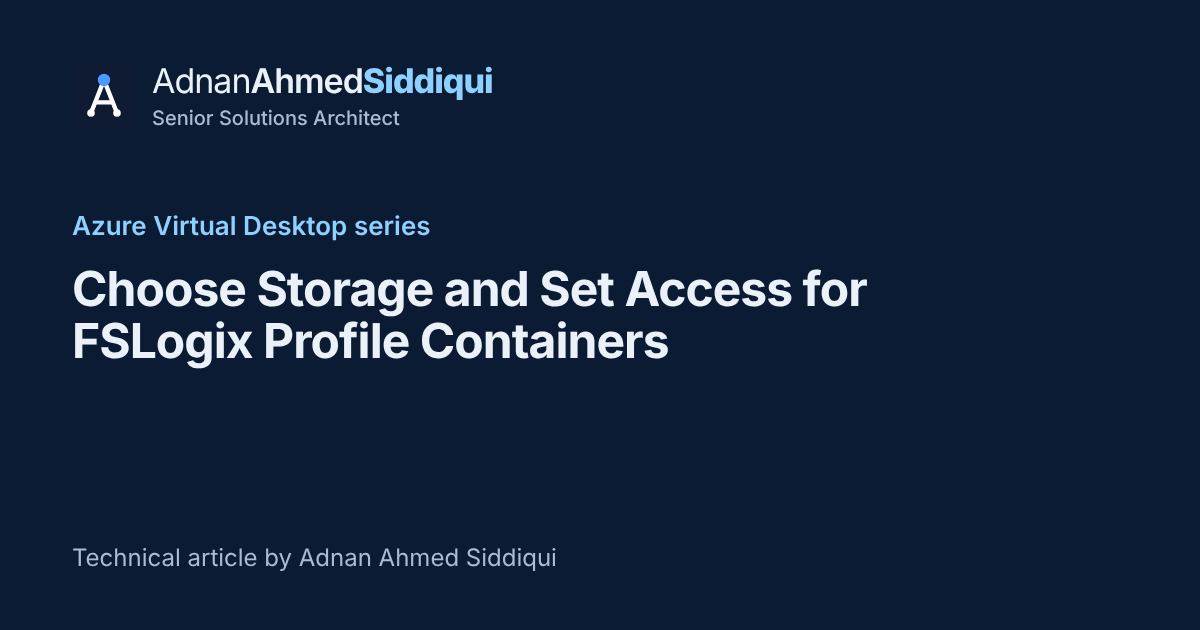 AdnanAhmedSiddiqui
Senior Solutions Architect
Azure Virtual Desktop series
Choose Storage and Set Access for
FSLogix Profile Containers
Technical article by Adnan Ahmed Siddiqui